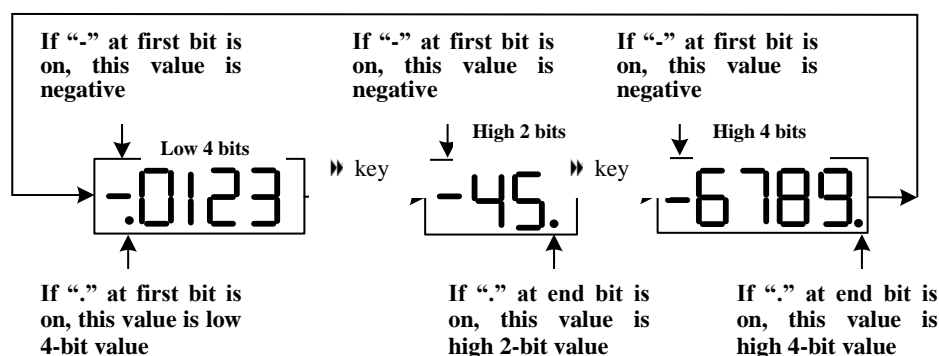 If “-” at first bit is
on, this value is
negative
If “-” at first bit is
on, this value is
negative
If “-” at first bit is
on, this value is
negative
Low 4 bits
High 2 bits
High 4 bits
key
key
-.0123
-45.
-6789.
If “.” at first bit is
on, this value is low
4-bit value
If “.” at end bit is
on, this value is
high 2-bit value
If “.” at end bit is
on, this value is
high 4-bit value